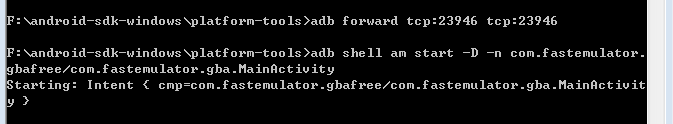 F:\android-sdk-windows\platform-tools>adb forward tcp:23946 tcp:23946
F:\android-sdk-windows\platform-tools>adb shell am start -D -n com.fastemulator.
gbafree/com.fastemulator.gba.MainActivity
Starting: Intent { cmp=com.fastemulator.gbafree/com.fastemulator.gba.MainActivit
y }